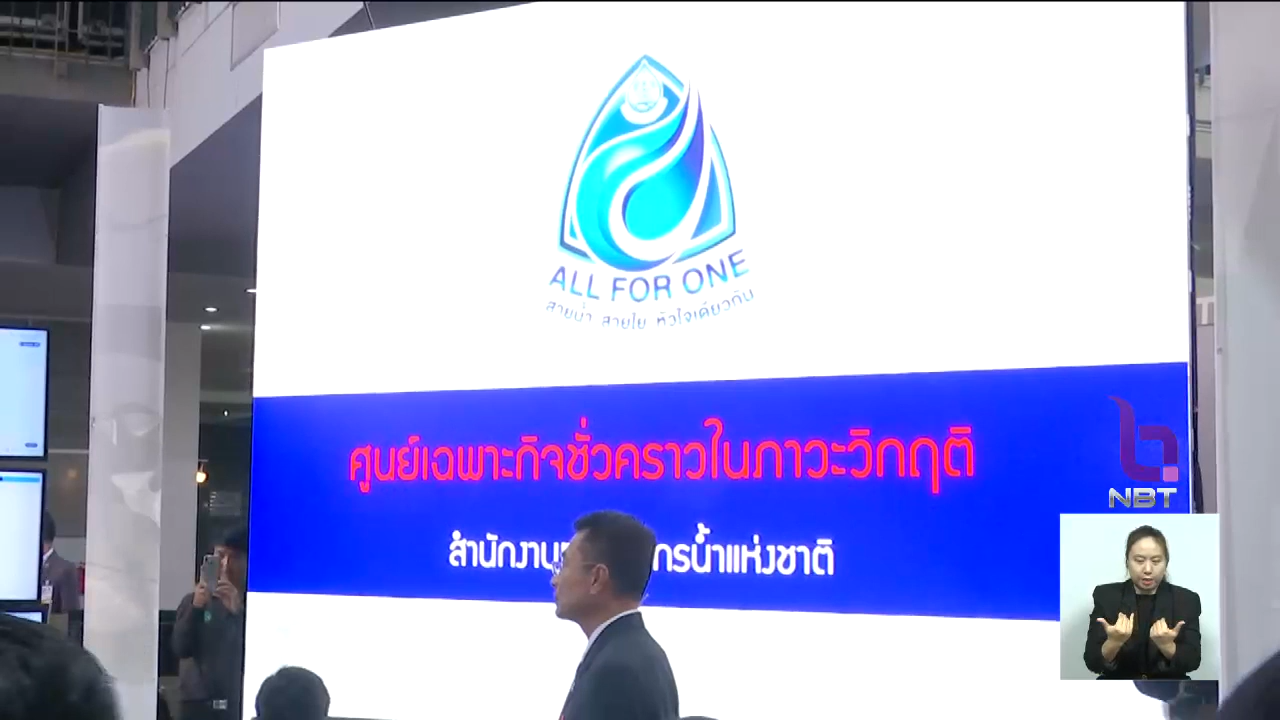 ALL FOR ONE
สายน้ำ สายใย หัวใจเดียวกัน
ศูนย์เฉพาะกิจชั่วคราวในภาวะวิกฤติ
สำนักงาน กรน้ำแห่งชาติ
NBT